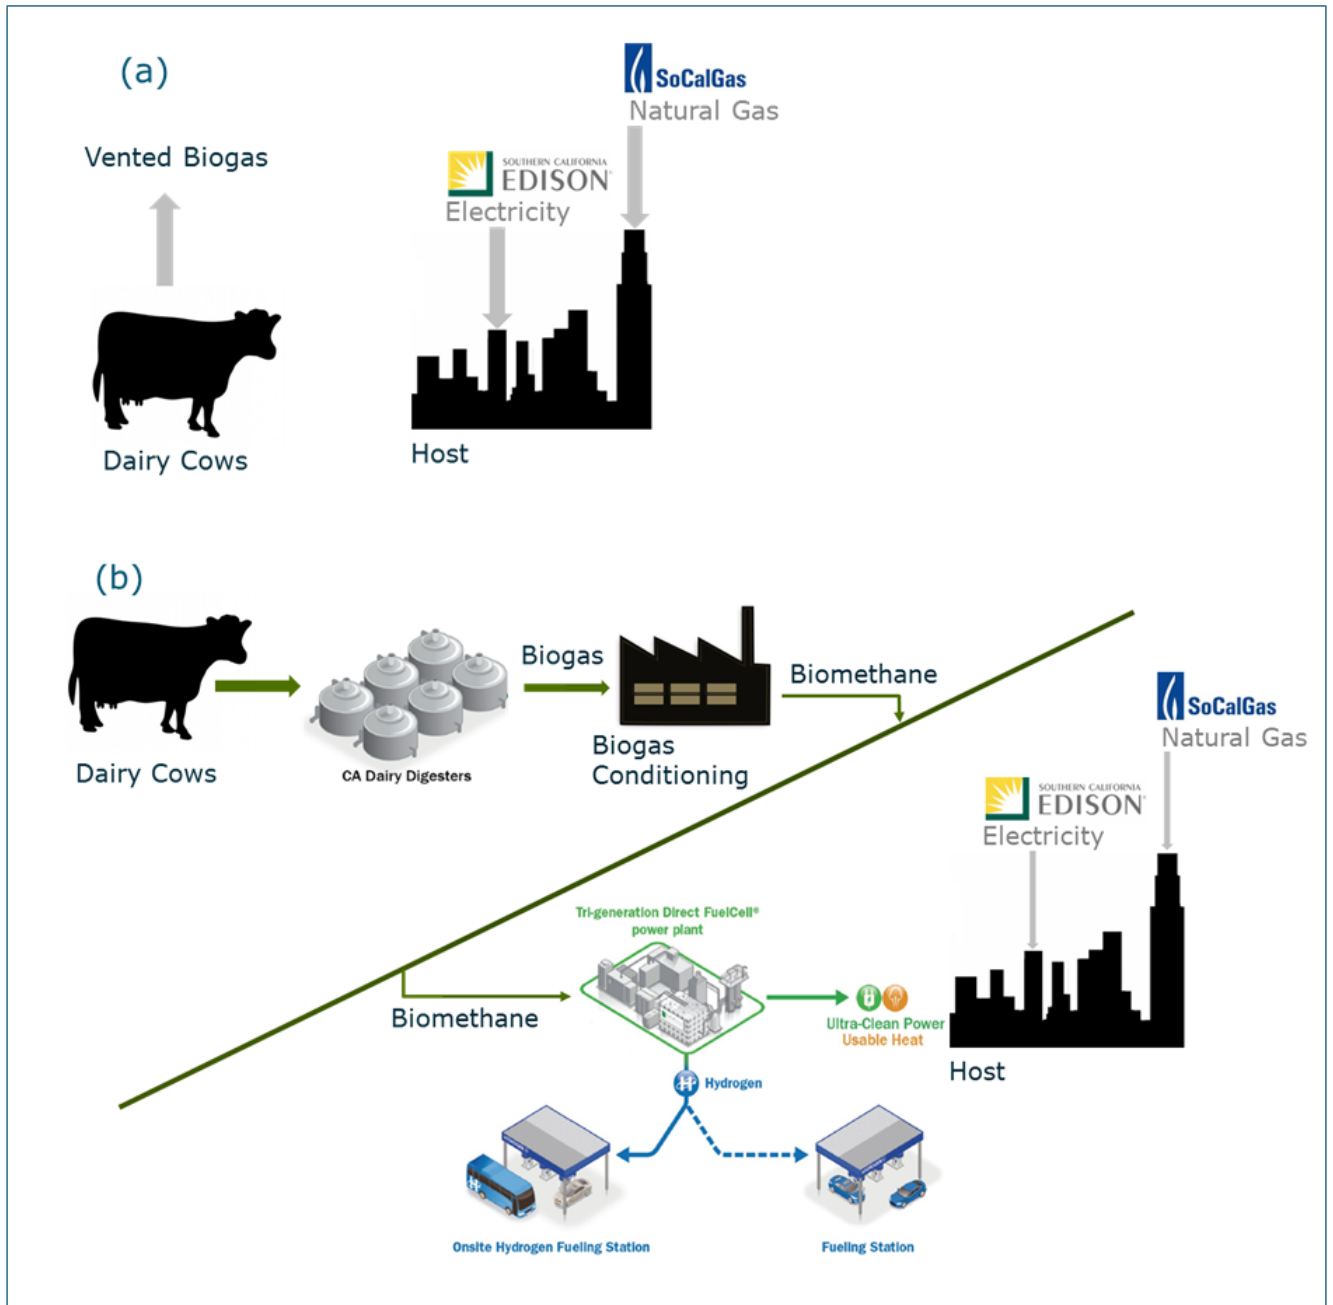 (a)
SoCalGas
Natural Gas
Vented Biogas
SOUTHERN CALIFORNIA
EDISON®
Electricity
Dairy Cows
Host
(b)
Biogas
Biomethane
SoCalGas
Natural Gas
Dairy Cows
CA Dairy Digesters
Biogas
Conditioning
SOUTHERN CALIFORNIA
EDISON®
Electricity
Tri-generation Direct FuelCell®
power plant
Biomethane
Ultra-Clean Power
Usable Heat
Host
H
Hydrogen
H
Onsite Hydrogen Fueling Station
Fueling Station